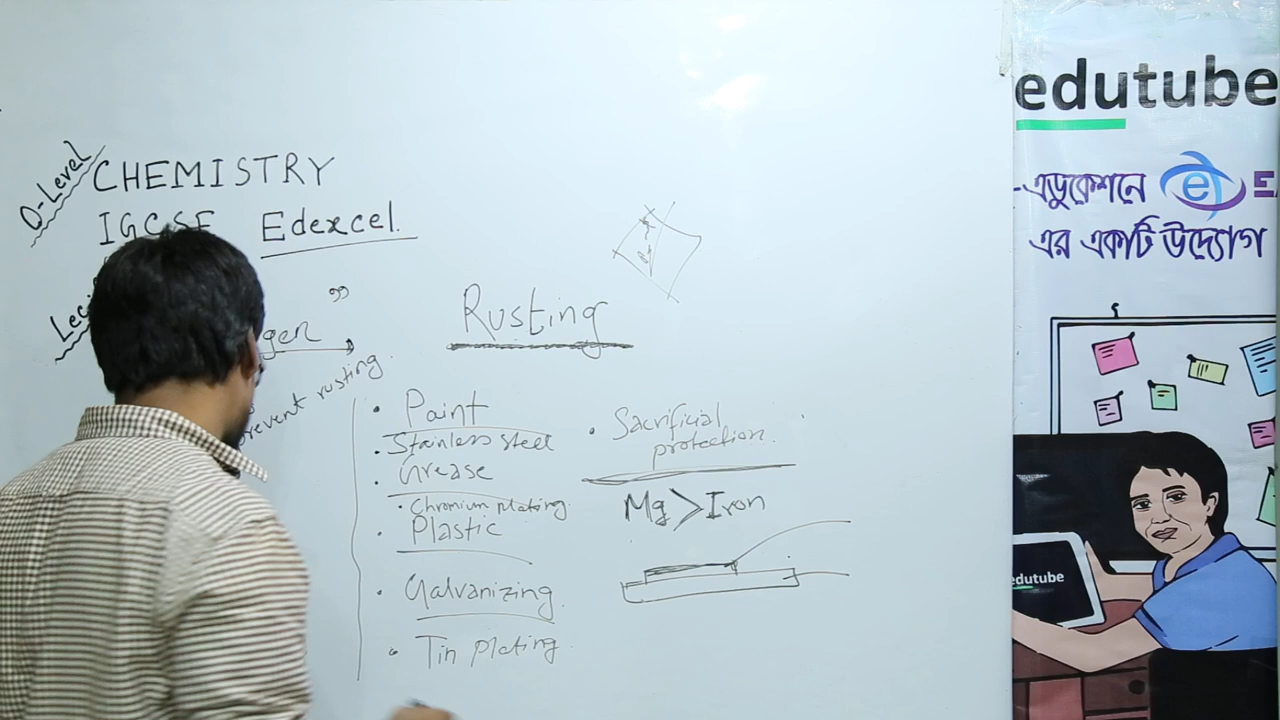 O-Level
CHEMISTRY
IGCSE Edexcel.
gen
prevent rusting
Rusting
• Paint
• Stainless steel
• Grease
• Chromium plating.
• Plastic
• Galvanizing.
• Tin plating
• Sacrificial
protection.
Mg > Iron
edutube
-এডুকেশনে e
এর একটি উদ্যোগ
edutube